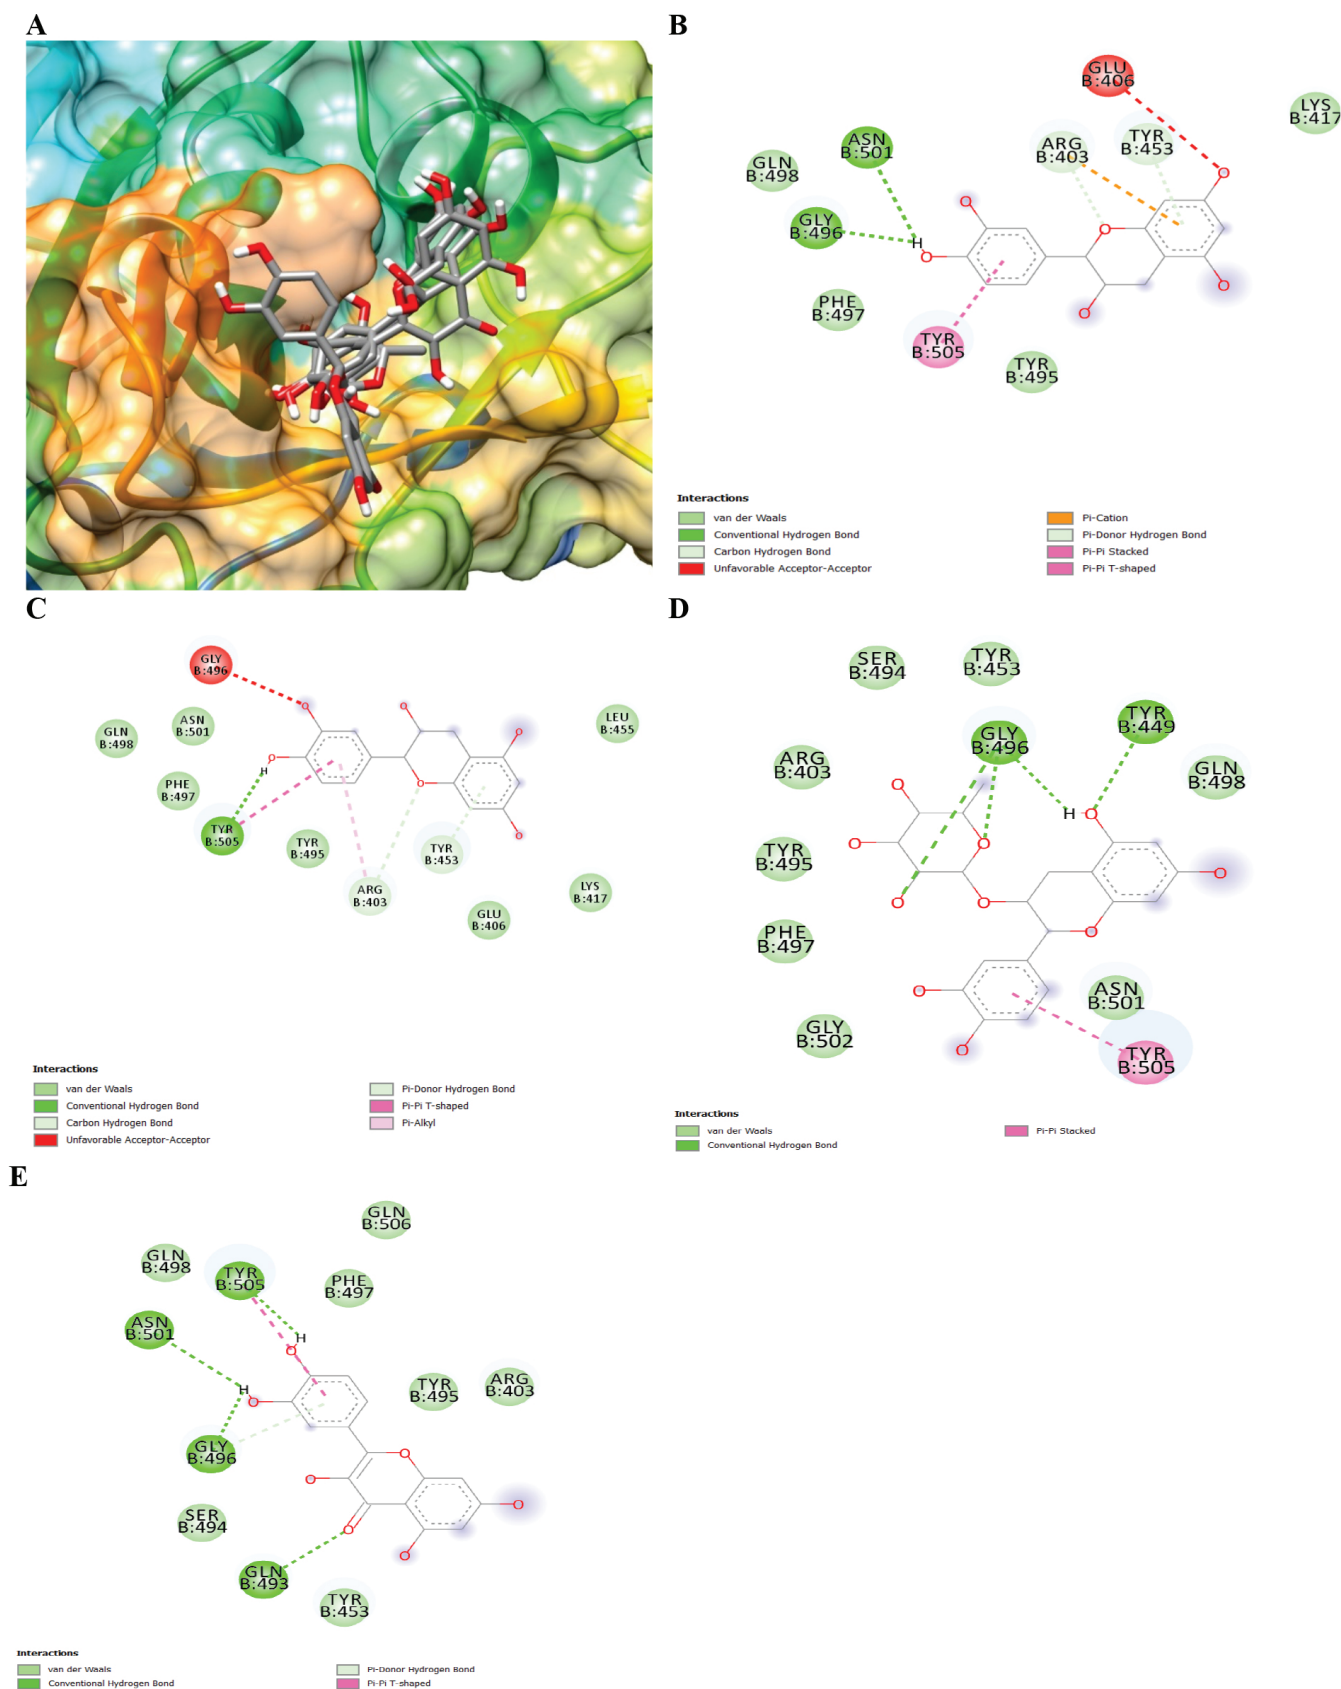 A
B
GLU
B:406
LYS
B:417
ASN
B:501
ARG
B:403
TYR
B:453
GLN
B:498
O
GLY
B:496
O
H
O
O
O
PHE
B:497
O
TYR
B:505
TYR
B:495
Interactions
van der Waals
Conventional Hydrogen Bond
Carbon Hydrogen Bond
Unfavorable Acceptor-Acceptor
Pi-Cation
Pi-Donor Hydrogen Bond
Pi-Pi Stacked
Pi-Pi T-shaped
C
GLY
B:496
O
O
LEU
B:455
ASN
B:501
GLN
B:498
O
O
H
O
PHE
B:497
O
TYR
B:505
TYR
B:495
TYR
B:453
ARG
B:403
LYS
B:417
GLU
B:406
Interactions
van der Waals
Conventional Hydrogen Bond
Carbon Hydrogen Bond
Unfavorable Acceptor-Acceptor
Pi-Donor Hydrogen Bond
Pi-Pi T-shaped
Pi-Alkyl
D
SER
B:494
TYR
B:453
TYR
B:449
GLY
B:496
ARG
B:403
GLN
B:498
O
H
O
O
O
TYR
B:495
O
O
O
PHE
B:497
O
O
ASN
B:501
GLY
B:502
O
TYR
B:505
Interactions
van der Waals
Conventional Hydrogen Bond
Pi-Pi Stacked
E
GLN
B:506
GLN
B:498
TYR
B:505
PHE
B:497
ASN
B:501
H
O
H
O
TYR
B:495
ARG
B:403
GLY
B:496
O
O
O
SER
B:494
O
O
GLN
B:493
TYR
B:453
Interactions
van der Waals
Conventional Hydrogen Bond
Pi-Donor Hydrogen Bond
Pi-Pi T-shaped